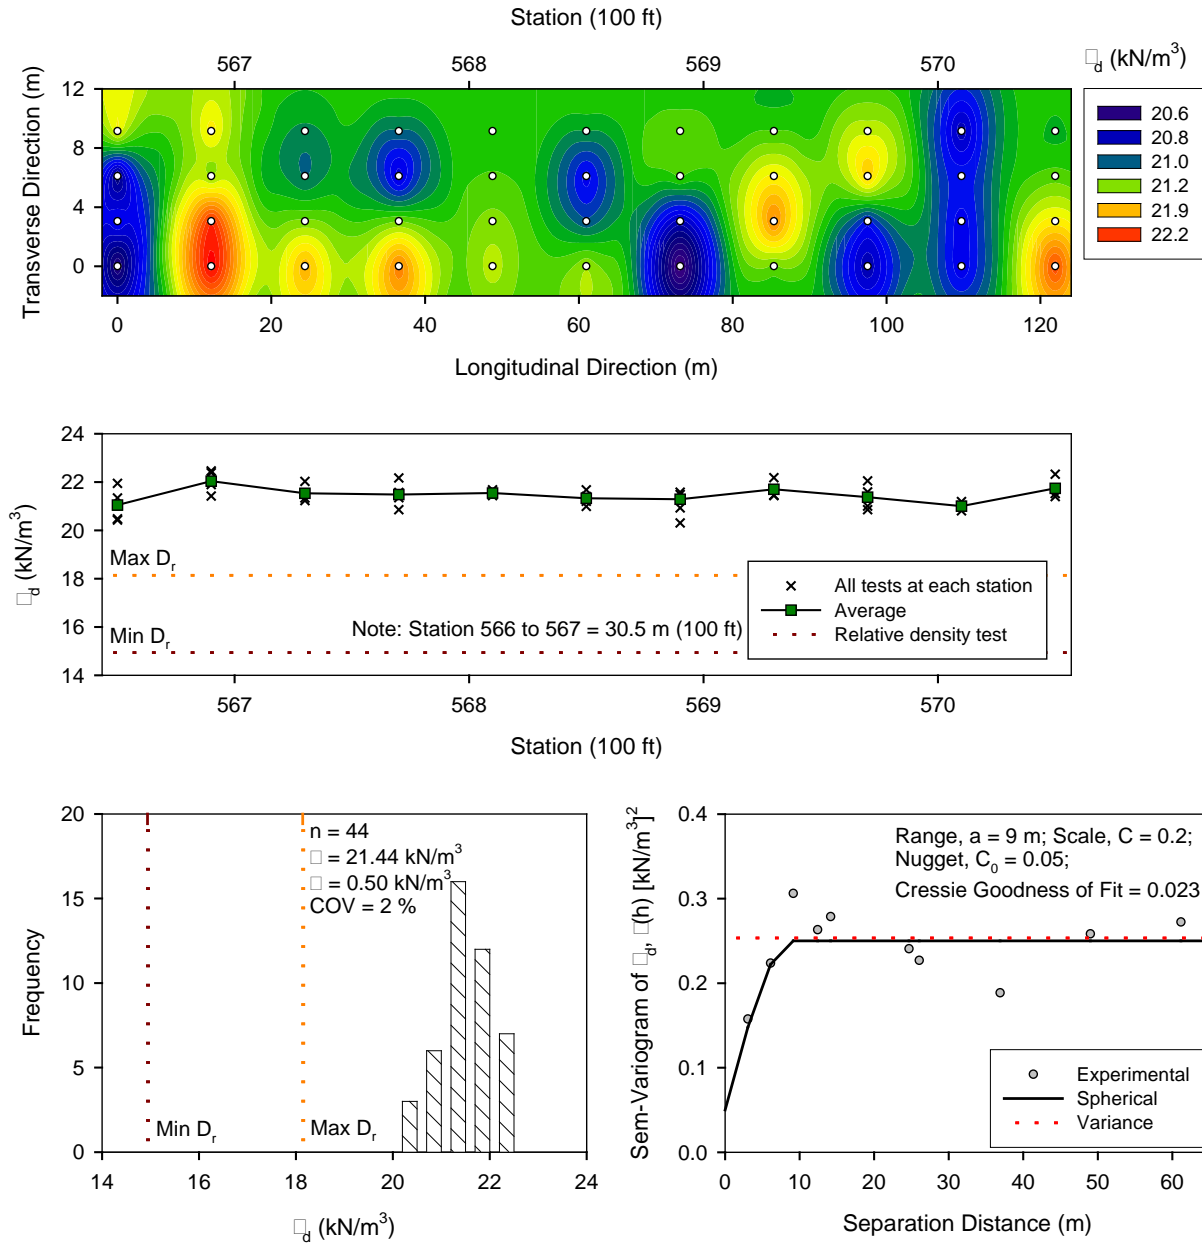 Station (100 ft)
567 568 569 570
□d (kN/m³)
Transverse Direction (m)
12
8
4
0
20.6
20.8
21.0
21.2
21.9
22.2
0 20 40 60 80 100 120
Longitudinal Direction (m)
□d (kN/m³)
24
22
20
18
16
14
Max Dr
Min Dr
Note: Station 566 to 567 = 30.5 m (100 ft)
All tests at each station
Average
Relative density test
567 568 569 570
Station (100 ft)
Frequency
20
15
10
5
0
n = 44
□ = 21.44 kN/m³
□ = 0.50 kN/m³
COV = 2 %
Min Dr
Max Dr
14 16 18 20 22 24
□d (kN/m³)
Sem-Variogram of □d, □(h) [kN/m³]²
0.4
0.3
0.2
0.1
0.0
Range, a = 9 m; Scale, C = 0.2;
Nugget, C0 = 0.05;
Cressie Goodness of Fit = 0.023
Experimental
Spherical
Variance
0 10 20 30 40 50 60
Separation Distance (m)